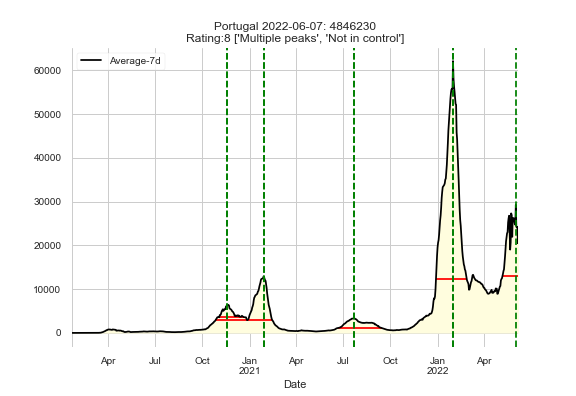 Portugal 2022-06-07: 4846230
Rating:8 ['Multiple peaks', 'Not in control']
Average-7d
60000
50000
40000
30000
20000
10000
0
Apr Jul Oct Jan Apr Jul Oct Jan Apr
2021 2022
Date